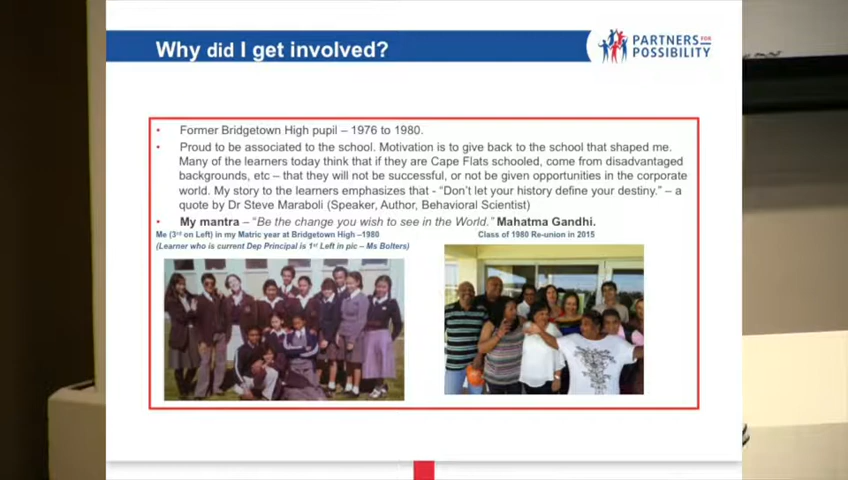 Why did I get involved?
PARTNERS FOR
POSSIBILITY
• Former Bridgetown High pupil – 1976 to 1980.
• Proud to be associated to the school. Motivation is to give back to the school that shaped me.
Many of the learners today think that if they are Cape Flats schooled, come from disadvantaged
backgrounds, etc – that they will not be successful, or not be given opportunities in the corporate
world. My story to the learners emphasizes that - “Don’t let your history define your destiny.” – a
quote by Dr Steve Maraboli (Speaker, Author, Behavioral Scientist)
• My mantra – “Be the change you wish to see in the World.” Mahatma Gandhi.
Me (3rd on Left) in my Matric year at Bridgetown High –1980
(Learner who is current Dep Principal is 1st Left in pic – Ms Bolters)
Class of 1980 Re-union in 2015